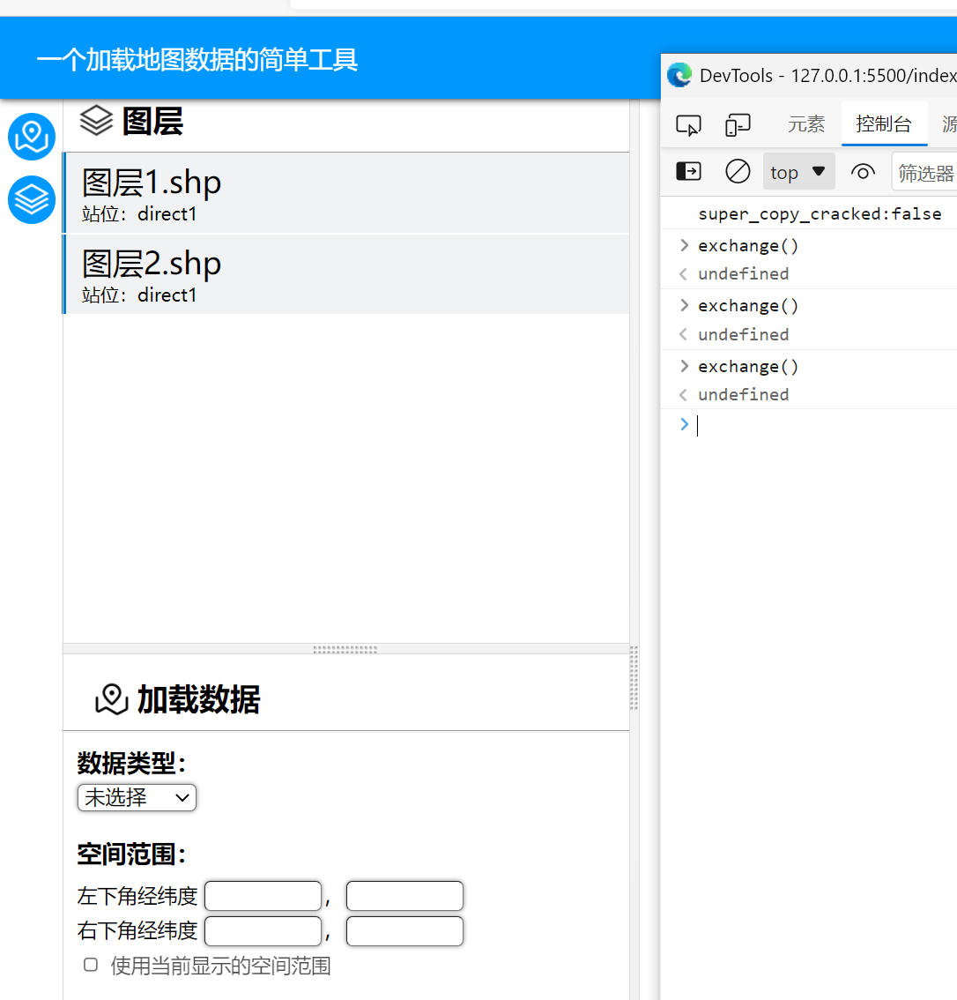 一个加载地图数据的简单工具
图层
图层1.shp
站位：direct1
图层2.shp
站位：direct1
加载数据
数据类型：
未选择
空间范围：
左下角经纬度 ，
右下角经纬度 ，
使用当前显示的空间范围
DevTools - 127.0.0.1:5500/index
元素 控制台 源
top 筛选器
super_copy_cracked:false
> exchange()
< undefined
> exchange()
< undefined
> exchange()
< undefined
>